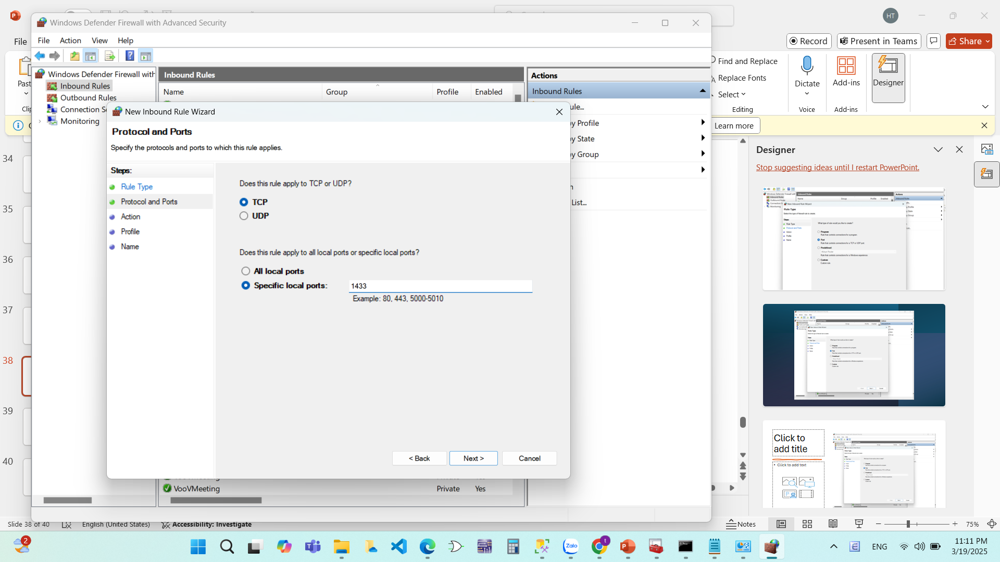 Windows Defender Firewall with Advanced Security
HT
File
Action
View
Help
File
Record
Present in Teams
Share
Windows Defender Firewall with
Inbound Rules
Outbound Rules
Connection Se
Monitoring
Inbound Rules
Name
Group
Profile
Enabled
Actions
Inbound Rules
ule...
by Profile
by State
by Group
n
List...
Past
Clip
Find and Replace
Replace Fonts
Select
Editing
Dictate
Voice
Add-ins
Add-ins
Designer
Learn more
New Inbound Rule Wizard
Protocol and Ports
Specify the protocols and ports to which this rule applies.
Steps:
Rule Type
Protocol and Ports
Action
Profile
Name
Does this rule apply to TCP or UDP?
TCP
UDP
Does this rule apply to all local ports or specific local ports?
All local ports
Specific local ports:
1433
Example: 80, 443, 5000-5010
< Back
Next >
Cancel
VooVMeeting
Private
Yes
34
35
36
37
38
39
40
Designer
Stop suggesting ideas until I restart PowerPoint.
Click to
add title
Click to add text
Slide 38 of 40
English (United States)
Accessibility: Investigate
Notes
75%
2
Zalo
t
ENG
11:11 PM
3/19/2025